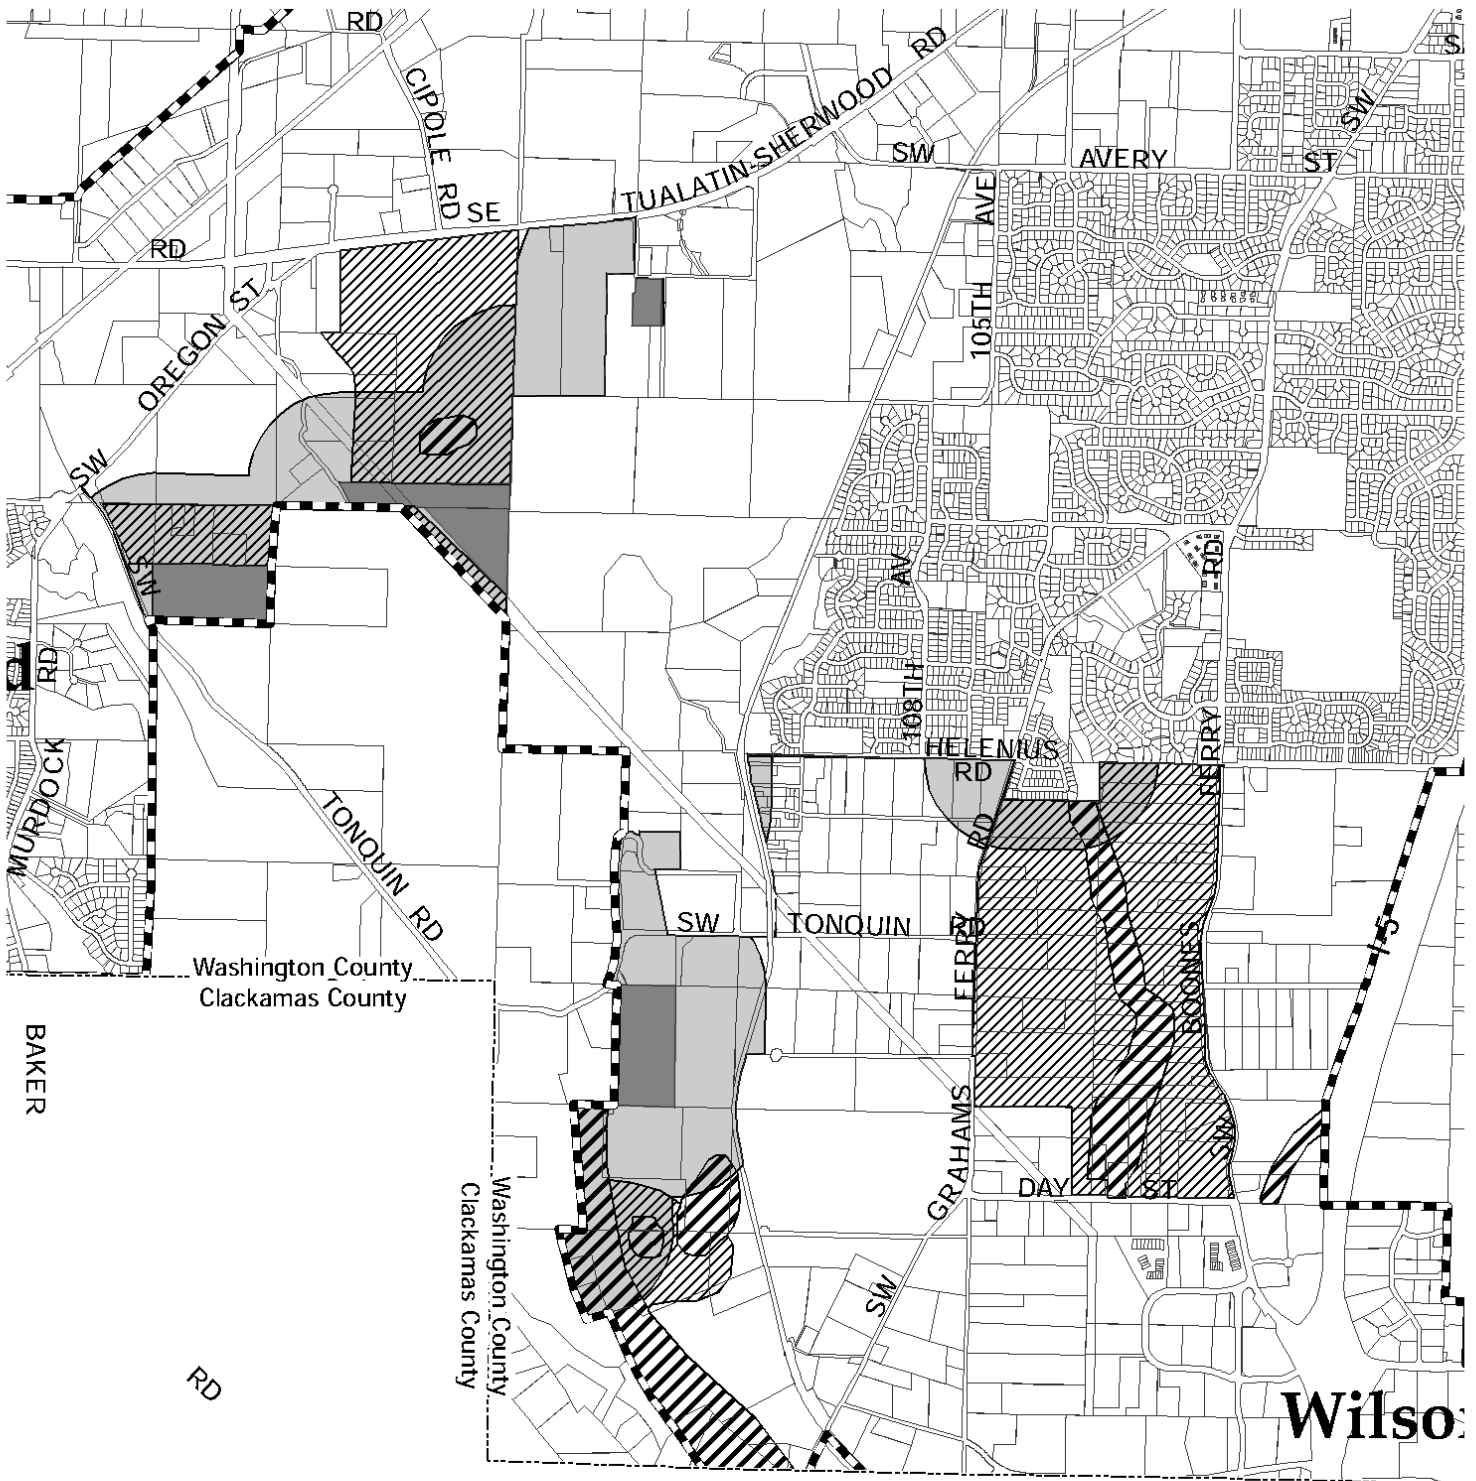 RD
S
CIPOLE RD
TUALATIN-SHERWOOD RD
SW
SW AVERY ST
SE
RD
AVE
105TH
OREGON ST
SW
SW
RD
AV
108TH
d
RD
MURDOCK
HELENIUS
RD
FERRY
TONQUIN RD
RD
SW TONQUIN RD
FERRY
BOONES
I-5
Washington County
Clackamas County
BAKER
GRAHAMS
SW
DAY ST
Washington County
Clackamas County
SW
RD
Wilso